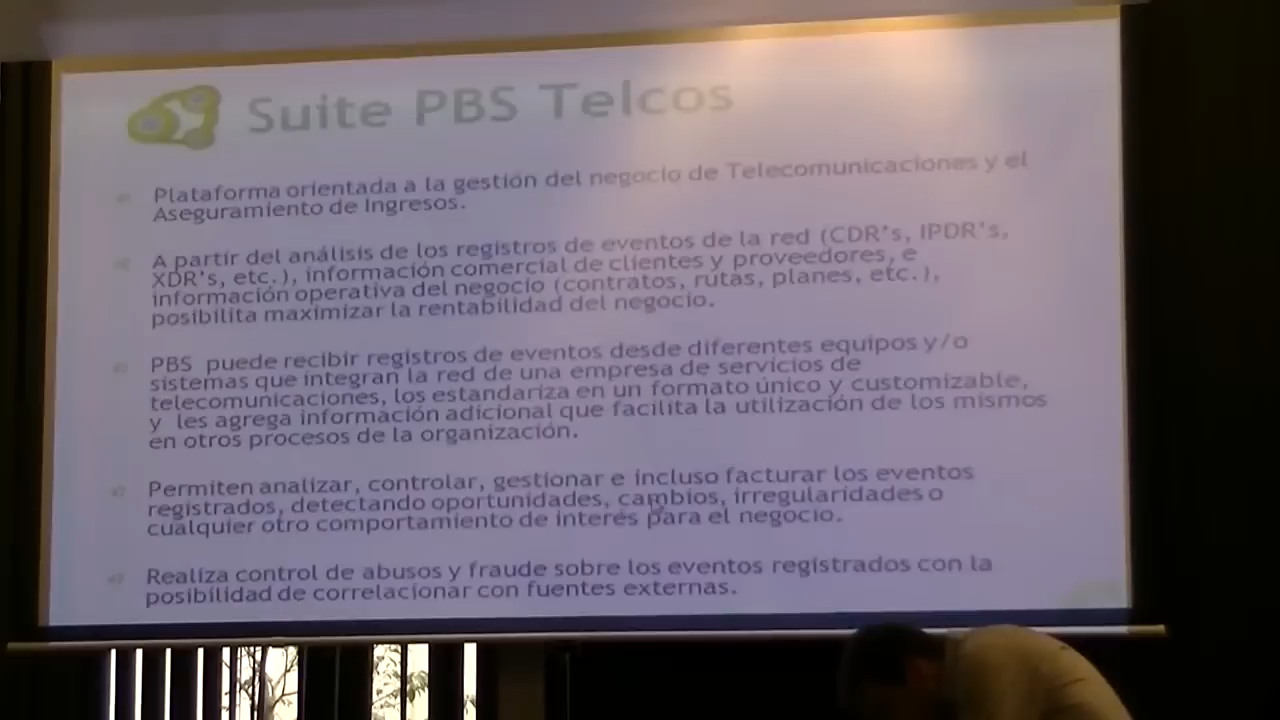 Suite PBS Telcos
Plataforma orientada a la gestión del negocio de Telecomunicaciones y el
Aseguramiento de Ingresos.
A partir del análisis de los registros de eventos de la red (CDR's, IPDR's,
XDR's, etc.), información comercial de clientes y proveedores, e
información operativa del negocio (contratos, rutas, planes, etc.),
posibilita maximizar la rentabilidad del negocio.
PBS puede recibir registros de eventos desde diferentes equipos y/o
sistemas que integran la red de una empresa de servicios de
telecomunicaciones, los estandariza en un formato único y customizable,
y les agrega información adicional que facilita la utilización de los mismos
en otros procesos de la organización.
Permiten analizar, controlar, gestionar e incluso facturar los eventos
registrados, detectando oportunidades, cambios, irregularidades o
cualquier otro comportamiento de interés para el negocio.
Realiza control de abusos y fraude sobre los eventos registrados con la
posibilidad de correlacionar con fuentes externas.